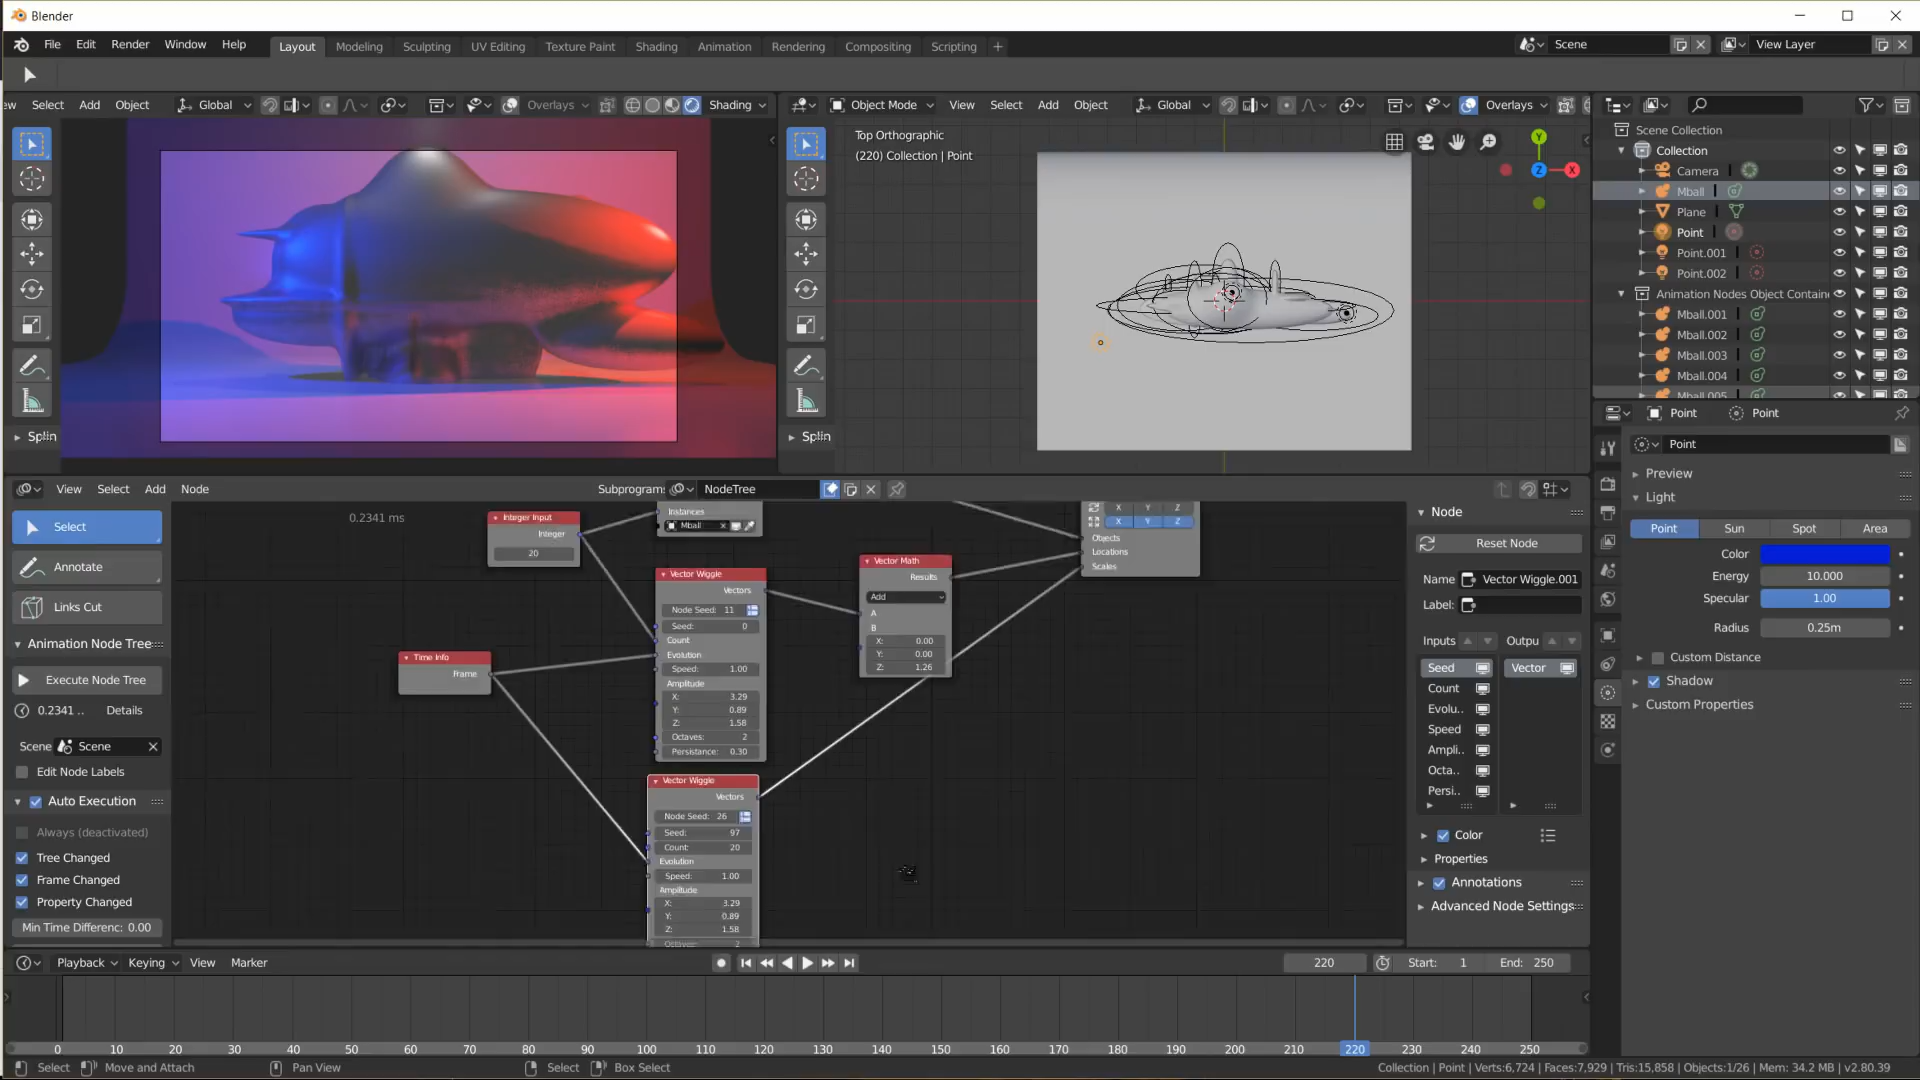 Blender
File Edit Render Window Help Layout Modeling Sculpting UV Editing Texture Paint Shading Animation Rendering Compositing Scripting + Scene View Layer
ew Select Add Object Global Overlays Shading
Object Mode View Select Add Object Global Overlays
Top Orthographic
(220) Collection | Point
Y
Z
X
Splin
Splin
Scene Collection
Collection
Camera
Mball
Plane
Point
Point.001
Point.002
Animation Nodes Object Contain
Mball.001
Mball.002
Mball.003
Mball.004
Mball.005
Point Point
Point
Preview
Light
Point Sun Spot Area
Color
Energy 10.000
Specular 1.00
Radius 0.25m
Custom Distance
Shadow
Custom Properties
View Select Add Node Subprogram: NodeTree
Select
Annotate
Links Cut
Animation Node Tree
Execute Node Tree
0.2341 .. Details
Scene Scene
Edit Node Labels
Auto Execution
Always (deactivated)
Tree Changed
Frame Changed
Property Changed
Min Time Differenc: 0.00
0.2341 ms
Integer Input
Integer
20
Instances
Mball
Time Info
Frame
Vector Wiggle
Vectors
Node Seed: 11
Seed: 0
Count
Evolution
Speed: 1.00
Amplitude
X: 3.29
Y: 0.89
Z: 1.58
Octaves: 2
Persistance: 0.30
Vector Wiggle
Vectors
Node Seed: 26
Seed: 97
Count: 20
Evolution
Speed: 1.00
Amplitude
X: 3.29
Y: 0.89
Z: 1.58
Octaves: 2
Vector Math
Results
Add
A
B
X: 0.00
Y: 0.00
Z: 1.26
X Y Z
X Y Z
Objects
Locations
Scales
Node
Reset Node
Name Vector Wiggle.001
Label:
Inputs Outpu
Seed Vector
Count
Evolu..
Speed
Ampli..
Octa..
Persi..
Color
Properties
Annotations
Advanced Node Settings
Playback Keying View Marker 220 Start: 1 End: 250
0 10 20 30 40 50 60 70 80 90 100 110 120 130 140 150 160 170 180 190 200 210 220 230 240 250
Select Move and Attach Pan View Select Box Select Collection | Point | Verts:6,724 | Faces:7,929 | Tris:15,858 | Objects:1/26 | Mem: 34.2 MB | v2.80.39